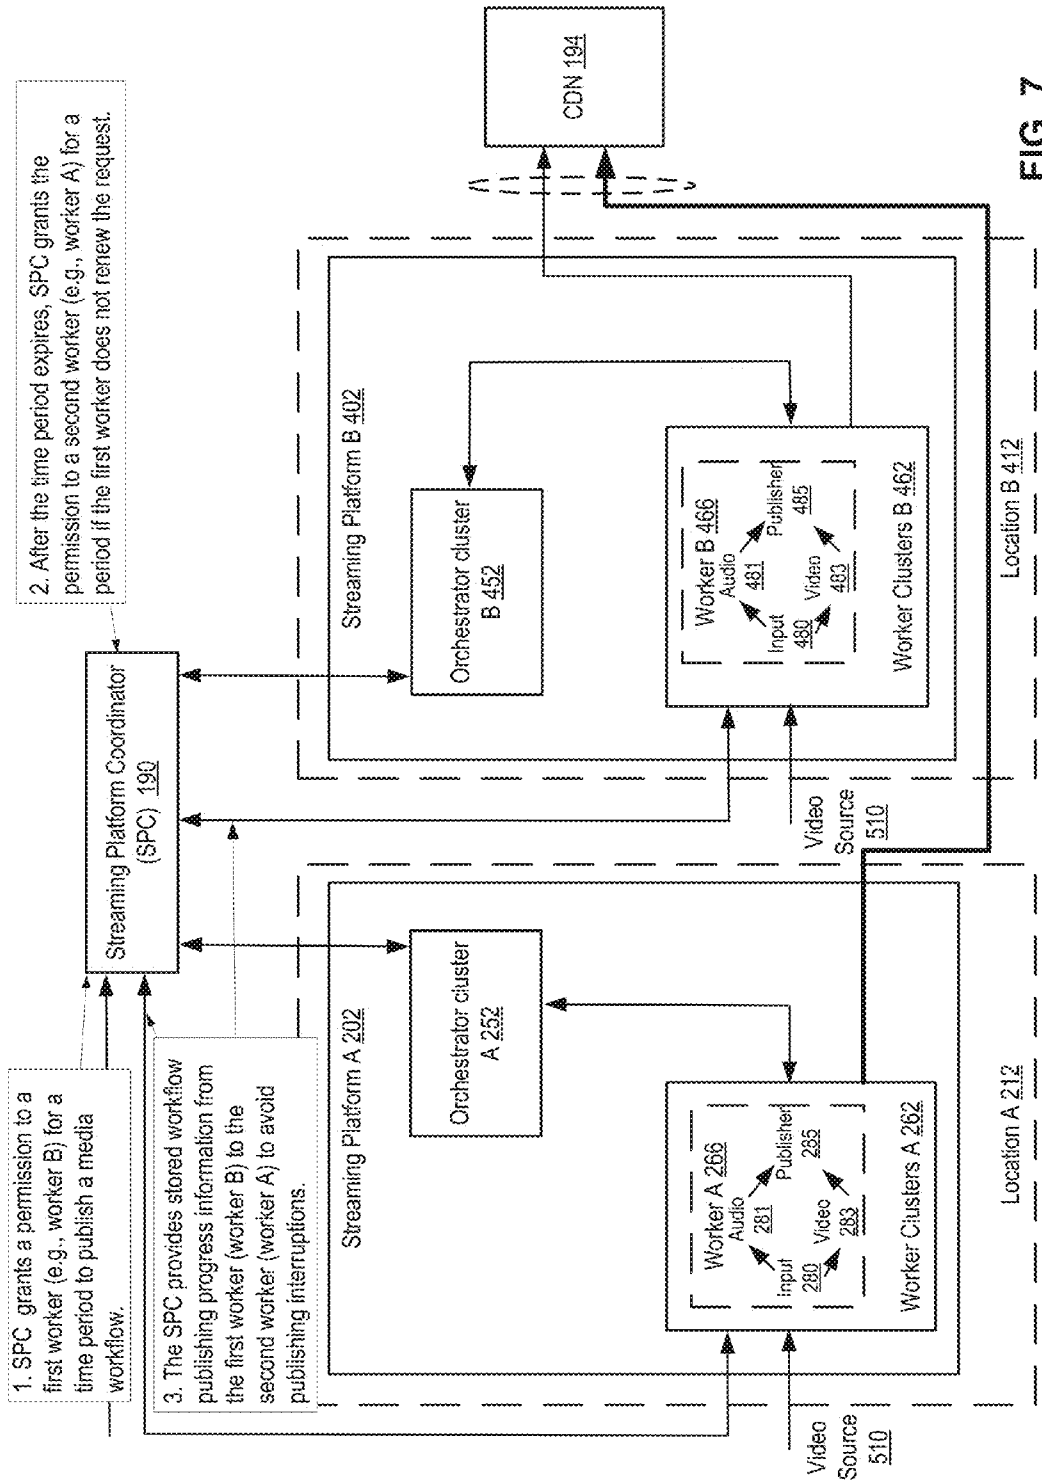 1. SPC grants a permission to a
first worker (e.g., worker B) for a
time period to publish a media
workflow.
2. After the time period expires, SPC grants the
permission to a second worker (e.g., worker A) for a
period if the first worker does not renew the request.
Streaming Platform Coordinator
(SPC) 190
3. The SPC provides stored workflow
publishing progress information from
the first worker (worker B) to the
second worker (worker A) to avoid
publishing interruptions.
Streaming Platform A 202
Orchestrator cluster
A 252
Worker A 266
Audio
281
Input
280
Publisher
285
Video
283
Worker Clusters A 262
Location A 212
Video
Source
510
Streaming Platform B 402
Orchestrator cluster
B 452
Worker B 466
Audio
481
Input
480
Publisher
485
Video
483
Worker Clusters B 462
Location B 412
Video
Source
510
CDN 194
FIG. 7